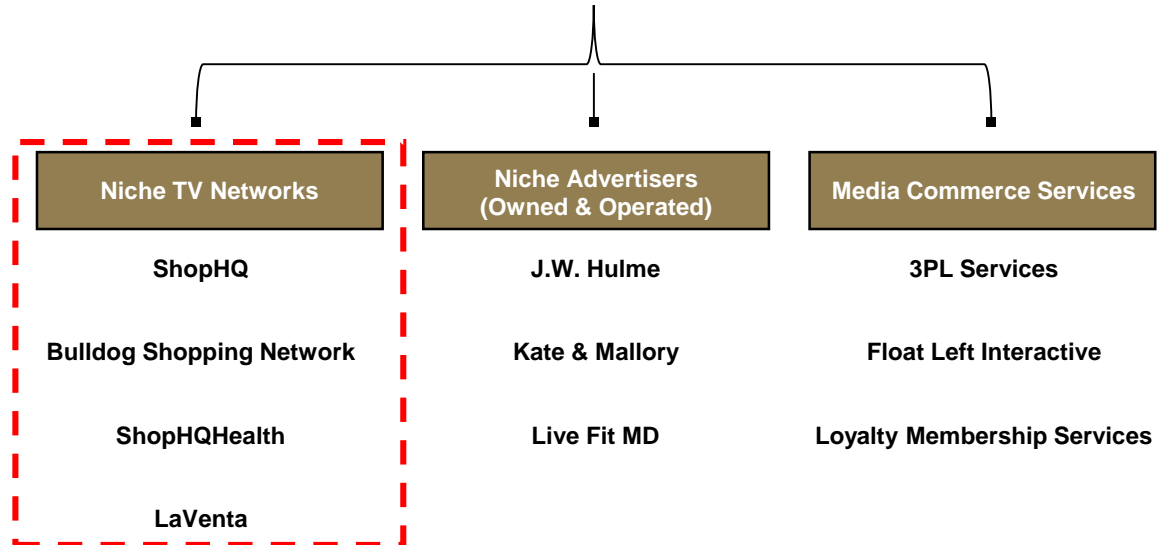 Niche TV Networks
ShopHQ
Bulldog Shopping Network
ShopHQHealth
LaVenta
Niche Advertisers
(Owned & Operated)
J.W. Hulme
Kate & Mallory
Live Fit MD
Media Commerce Services
3PL Services
Float Left Interactive
Loyalty Membership Services